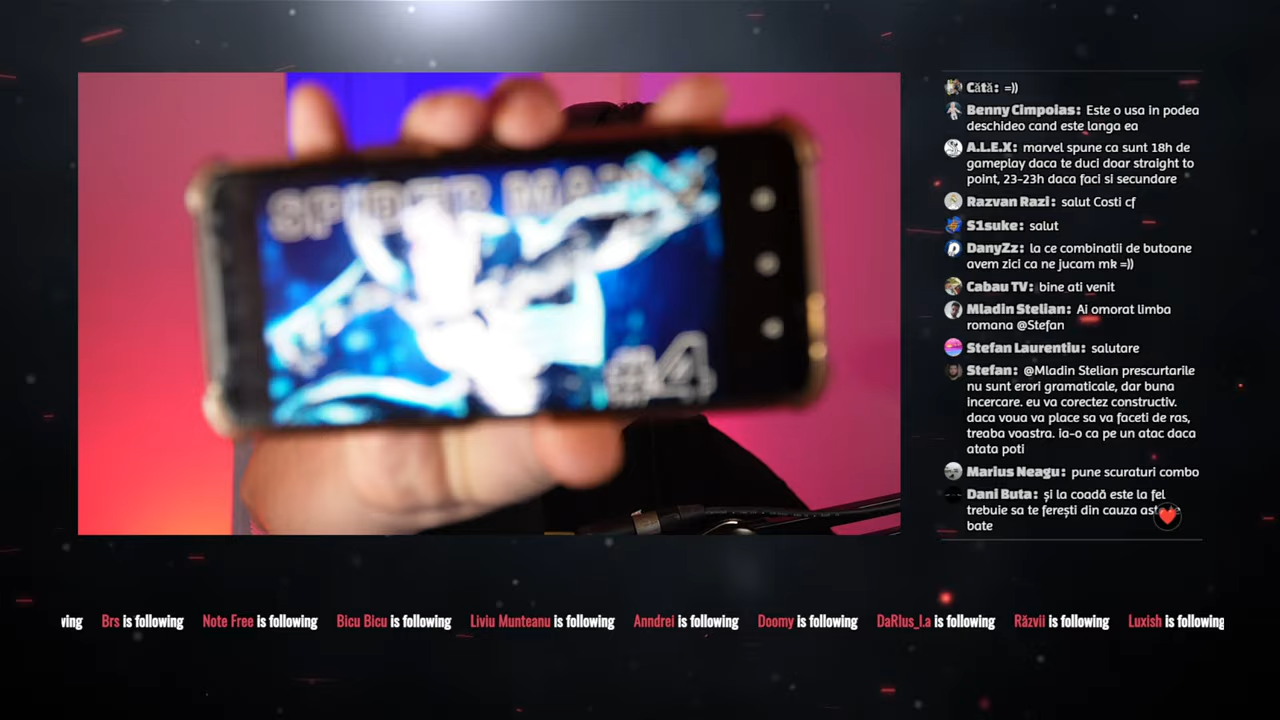 SPIDER MAN
#4
Cătă: =))
Benny Cimpoias: Este o usa in podea
deschideo cand este langa ea
A.L.E.X: marvel spune ca sunt 18h de
gameplay daca te duci doar straight to
point, 23-23h daca faci si secundare
Razvan Razi: salut Costi cf
S1suke: salut
DanyZz: la ce combinatii de butoane
avem zici ca ne jucam mk =))
Cabau TV: bine ati venit
Mladin Stelian: Ai omorat limba
romana @Stefan
Stefan Laurentiu: salutare
Stefan: @Mladin Stelian prescurtarile
nu sunt erori gramaticale, dar buna
incercare. eu va corectez constructiv.
daca voua va place sa va faceti de ras,
treaba voastra. ia-o ca pe un atac daca
atata poti
Marius Neagu: pune scuraturi combo
Dani Buta: și la coadă este la fel
trebuie sa te ferești din cauza
bate
ving Brs is following Note Free is following Bicu Bicu is following Liviu Munteanu is following Anndrei is following Doomy is following DaRIus_I.a is following Răzvii is following Luxish is following